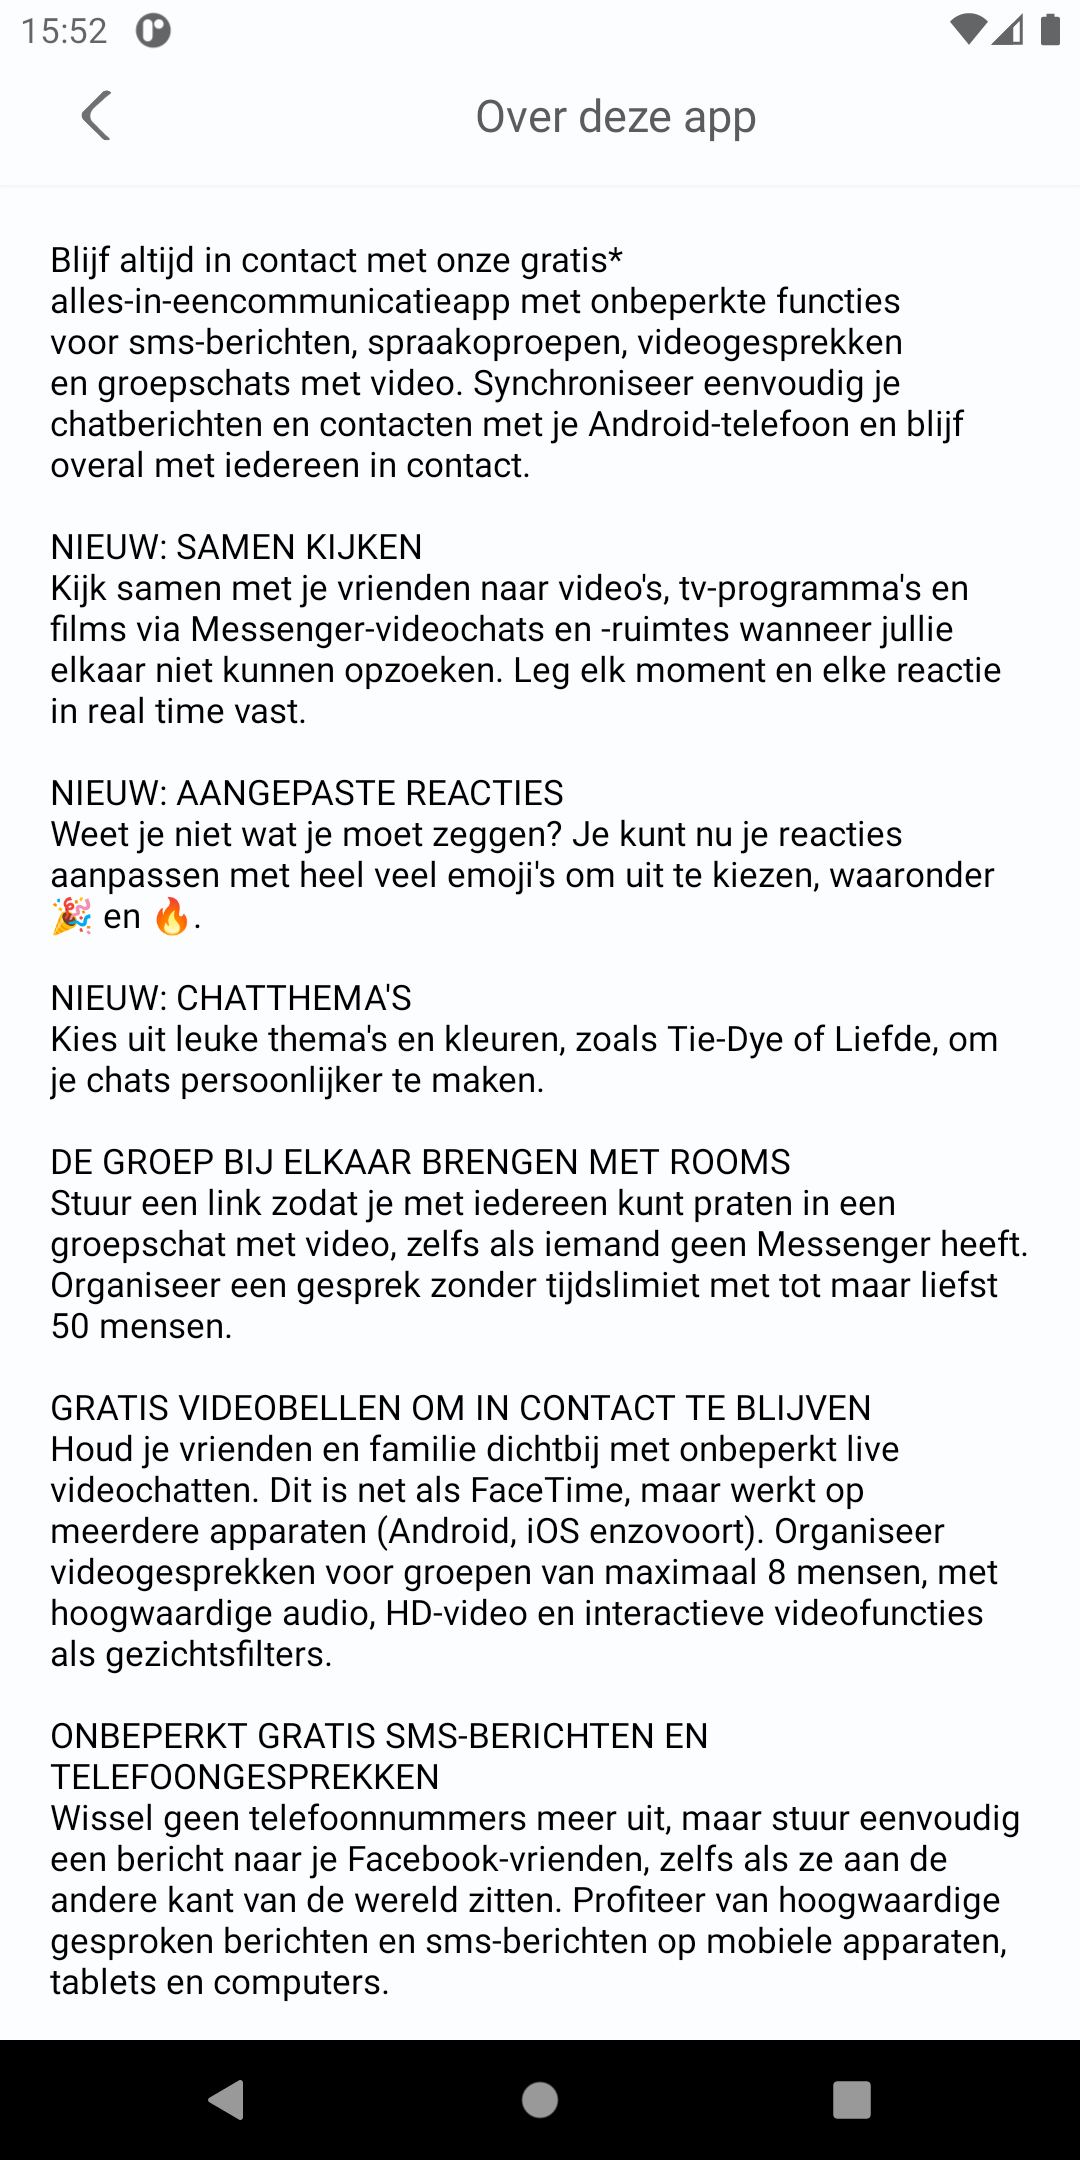 15:52
Over deze app
Blijf altijd in contact met onze gratis*
alles-in-eencommunicatieapp met onbeperkte functies
voor sms-berichten, spraakoproepen, videogesprekken
en groepschats met video. Synchroniseer eenvoudig je
chatberichten en contacten met je Android-telefoon en blijf
overal met iedereen in contact.
NIEUW: SAMEN KIJKEN
Kijk samen met je vrienden naar video's, tv-programma's en
films via Messenger-videochats en -ruimtes wanneer jullie
elkaar niet kunnen opzoeken. Leg elk moment en elke reactie
in real time vast.
NIEUW: AANGEPASTE REACTIES
Weet je niet wat je moet zeggen? Je kunt nu je reacties
aanpassen met heel veel emoji's om uit te kiezen, waaronder
🎉 en 🔥.
NIEUW: CHATTHEMA'S
Kies uit leuke thema's en kleuren, zoals Tie-Dye of Liefde, om
je chats persoonlijker te maken.
DE GROEP BIJ ELKAAR BRENGEN MET ROOMS
Stuur een link zodat je met iedereen kunt praten in een
groepschat met video, zelfs als iemand geen Messenger heeft.
Organiseer een gesprek zonder tijdslimiet met tot maar liefst
50 mensen.
GRATIS VIDEOBELLEN OM IN CONTACT TE BLIJVEN
Houd je vrienden en familie dichtbij met onbeperkt live
videochatten. Dit is net als FaceTime, maar werkt op
meerdere apparaten (Android, iOS enzovoort). Organiseer
videogesprekken voor groepen van maximaal 8 mensen, met
hoogwaardige audio, HD-video en interactieve videofuncties
als gezichtsfilters.
ONBEPERKT GRATIS SMS-BERICHTEN EN
TELEFOONGESPREKKEN
Wissel geen telefoonnummers meer uit, maar stuur eenvoudig
een bericht naar je Facebook-vrienden, zelfs als ze aan de
andere kant van de wereld zitten. Profiteer van hoogwaardige
gesproken berichten en sms-berichten op mobiele apparaten,
tablets en computers.